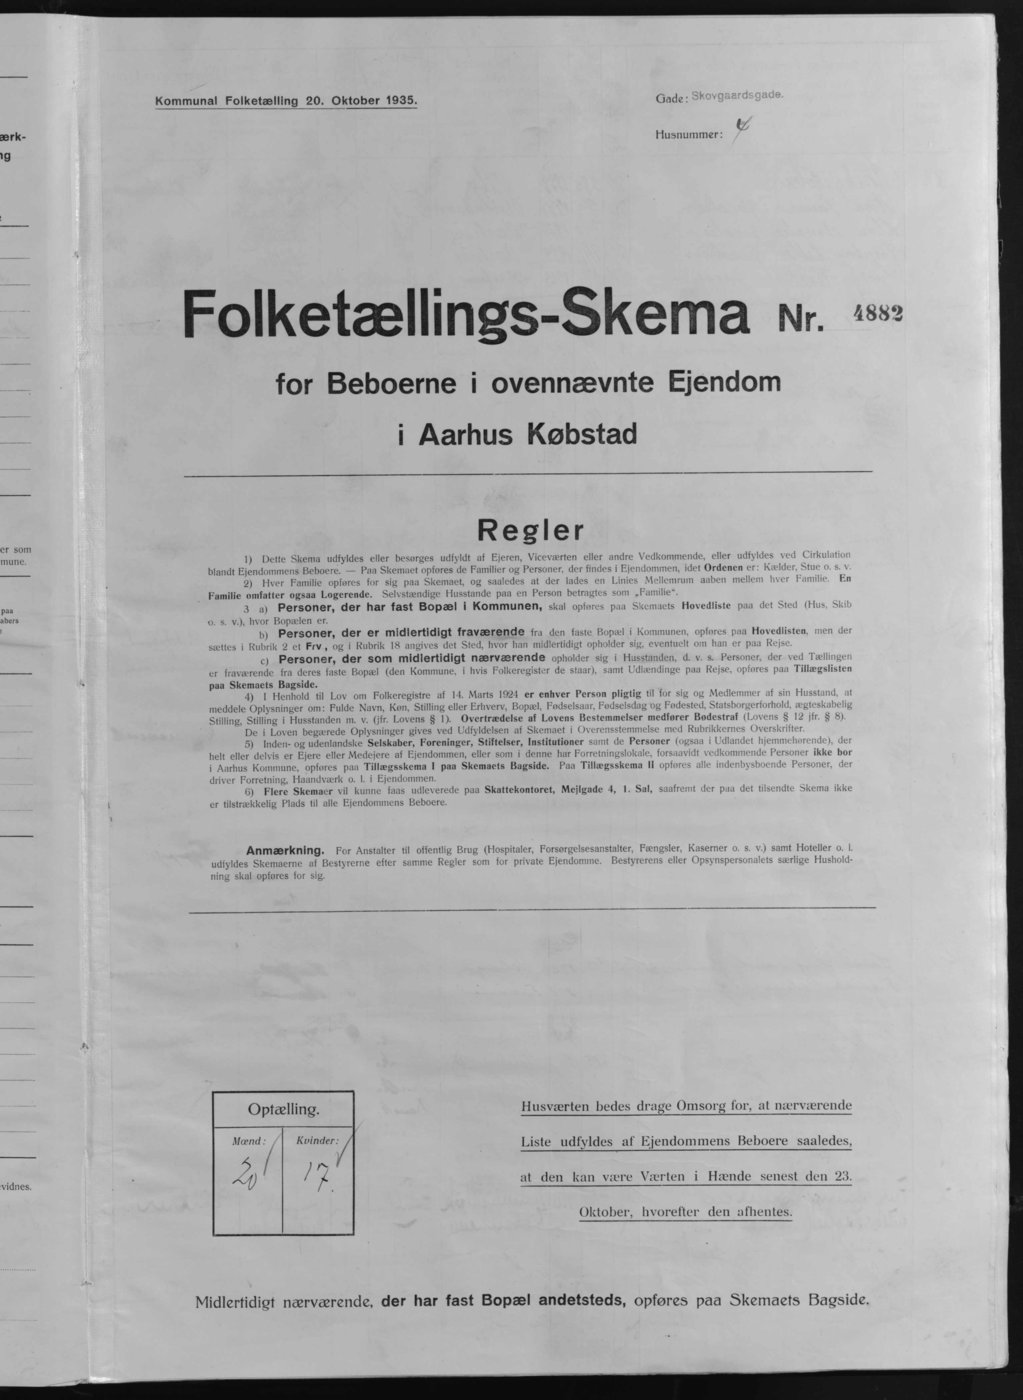 Kommunal Folketælling 20. Oktober 1935.
Gade: Skovgaardsgade.
Husnummer: 4
Folketællings-Skema Nr. 4882
for Beboerne i ovennævnte Ejendom
i Aarhus Købstad
Regler
1) Dette Skema udfyldes eller besørges udfyldt af Ejeren, Viceværten eller andre Vedkommende, eller udfyldes ved Cirkulation
blandt Ejendommens Beboere. — Paa Skemaet opføres de Familier og Personer, der findes i Ejendommen, idet Ordenen er: Kælder, Stue o. s. v.
2) Hver Familie opføres for sig paa Skemaet, og saaledes at der lades en Linies Mellemrum aaben mellem hver Familie. En
Familie omfatter ogsaa Logerende. Selvstændige Husstande paa en Person betragtes som „Familie“.
3 a) Personer, der har fast Bopæl i Kommunen, skal opføres paa Skemaets Hovedliste paa det Sted (Hus, Skib
o. s. v.), hvor Bopælen er.
b) Personer, der er midlertidigt fraværende fra den faste Bopæl i Kommunen, opføres paa Hovedlisten, men der
sættes i Rubrik 2 et Frv, og i Rubrik 18 angives det Sted, hvor han midlertidigt opholder sig, eventuelt om han er paa Rejse.
c) Personer, der som midlertidigt nærværende opholder sig i Husstanden, d. v. s. Personer, der ved Tællingen
er fraværende fra deres faste Bopæl (den Kommune, i hvis Folkeregister de staar), samt Udlændinge paa Rejse, opføres paa Tillægslisten
paa Skemaets Bagside.
4) I Henhold til Lov om Folkeregistre af 14. Marts 1924 er enhver Person pligtig til for sig og Medlemmer af sin Husstand, at
meddele Oplysninger om: Fulde Navn, Køn, Stilling eller Erhverv, Bopæl, Fødselsaar, Fødselsdag og Fødested, Statsborgerforhold, ægteskabelig
Stilling, Stilling i Husstanden m. v. (jfr. Lovens § 1). Overtrædelse af Lovens Bestemmelser medfører Bødestraf (Lovens § 12 jfr. § 8).
De i Loven begærede Oplysninger gives ved Udfyldelsen af Skemaet i Overensstemmelse med Rubrikkernes Overskrifter.
5) Inden- og udenlandske Selskaber, Foreninger, Stiftelser, Institutioner samt de Personer (ogsaa i Udlandet hjemmehørende), der
helt eller delvis er Ejere eller Medejere af Ejendommen, eller som i denne har Forretningslokale, forsaavidt vedkommende Personer ikke bor
i Aarhus Kommune, opføres paa Tillægsskema I paa Skemaets Bagside. Paa Tillægsskema II opføres alle indenbysboende Personer, der
driver Forretning, Haandværk o. l. i Ejendommen.
6) Flere Skemaer vil kunne faas udleverede paa Skattekontoret, Mejlgade 4, 1. Sal, saafremt der paa det tilsendte Skema ikke
er tilstrækkelig Plads til alle Ejendommens Beboere.
Anmærkning. For Anstalter til offentlig Brug (Hospitaler, Forsørgelsesanstalter, Fængsler, Kaserner o. s. v.) samt Hoteller o. l.
udfyldes Skemaerne af Bestyrerne efter samme Regler som for private Ejendomme. Bestyrerens eller Opsynspersonalets særlige Hushold-
ning skal opføres for sig.
Optælling.
Mænd: Kvinder:
20 17.
Husværten bedes drage Omsorg for, at nærværende
Liste udfyldes af Ejendommens Beboere saaledes,
at den kan være Værten i Hænde senest den 23.
Oktober, hvorefter den afhentes.
Midlertidigt nærværende, der har fast Bopæl andetsteds, opføres paa Skemaets Bagside.
ærk-
er som
mune.
paa
vidnes.